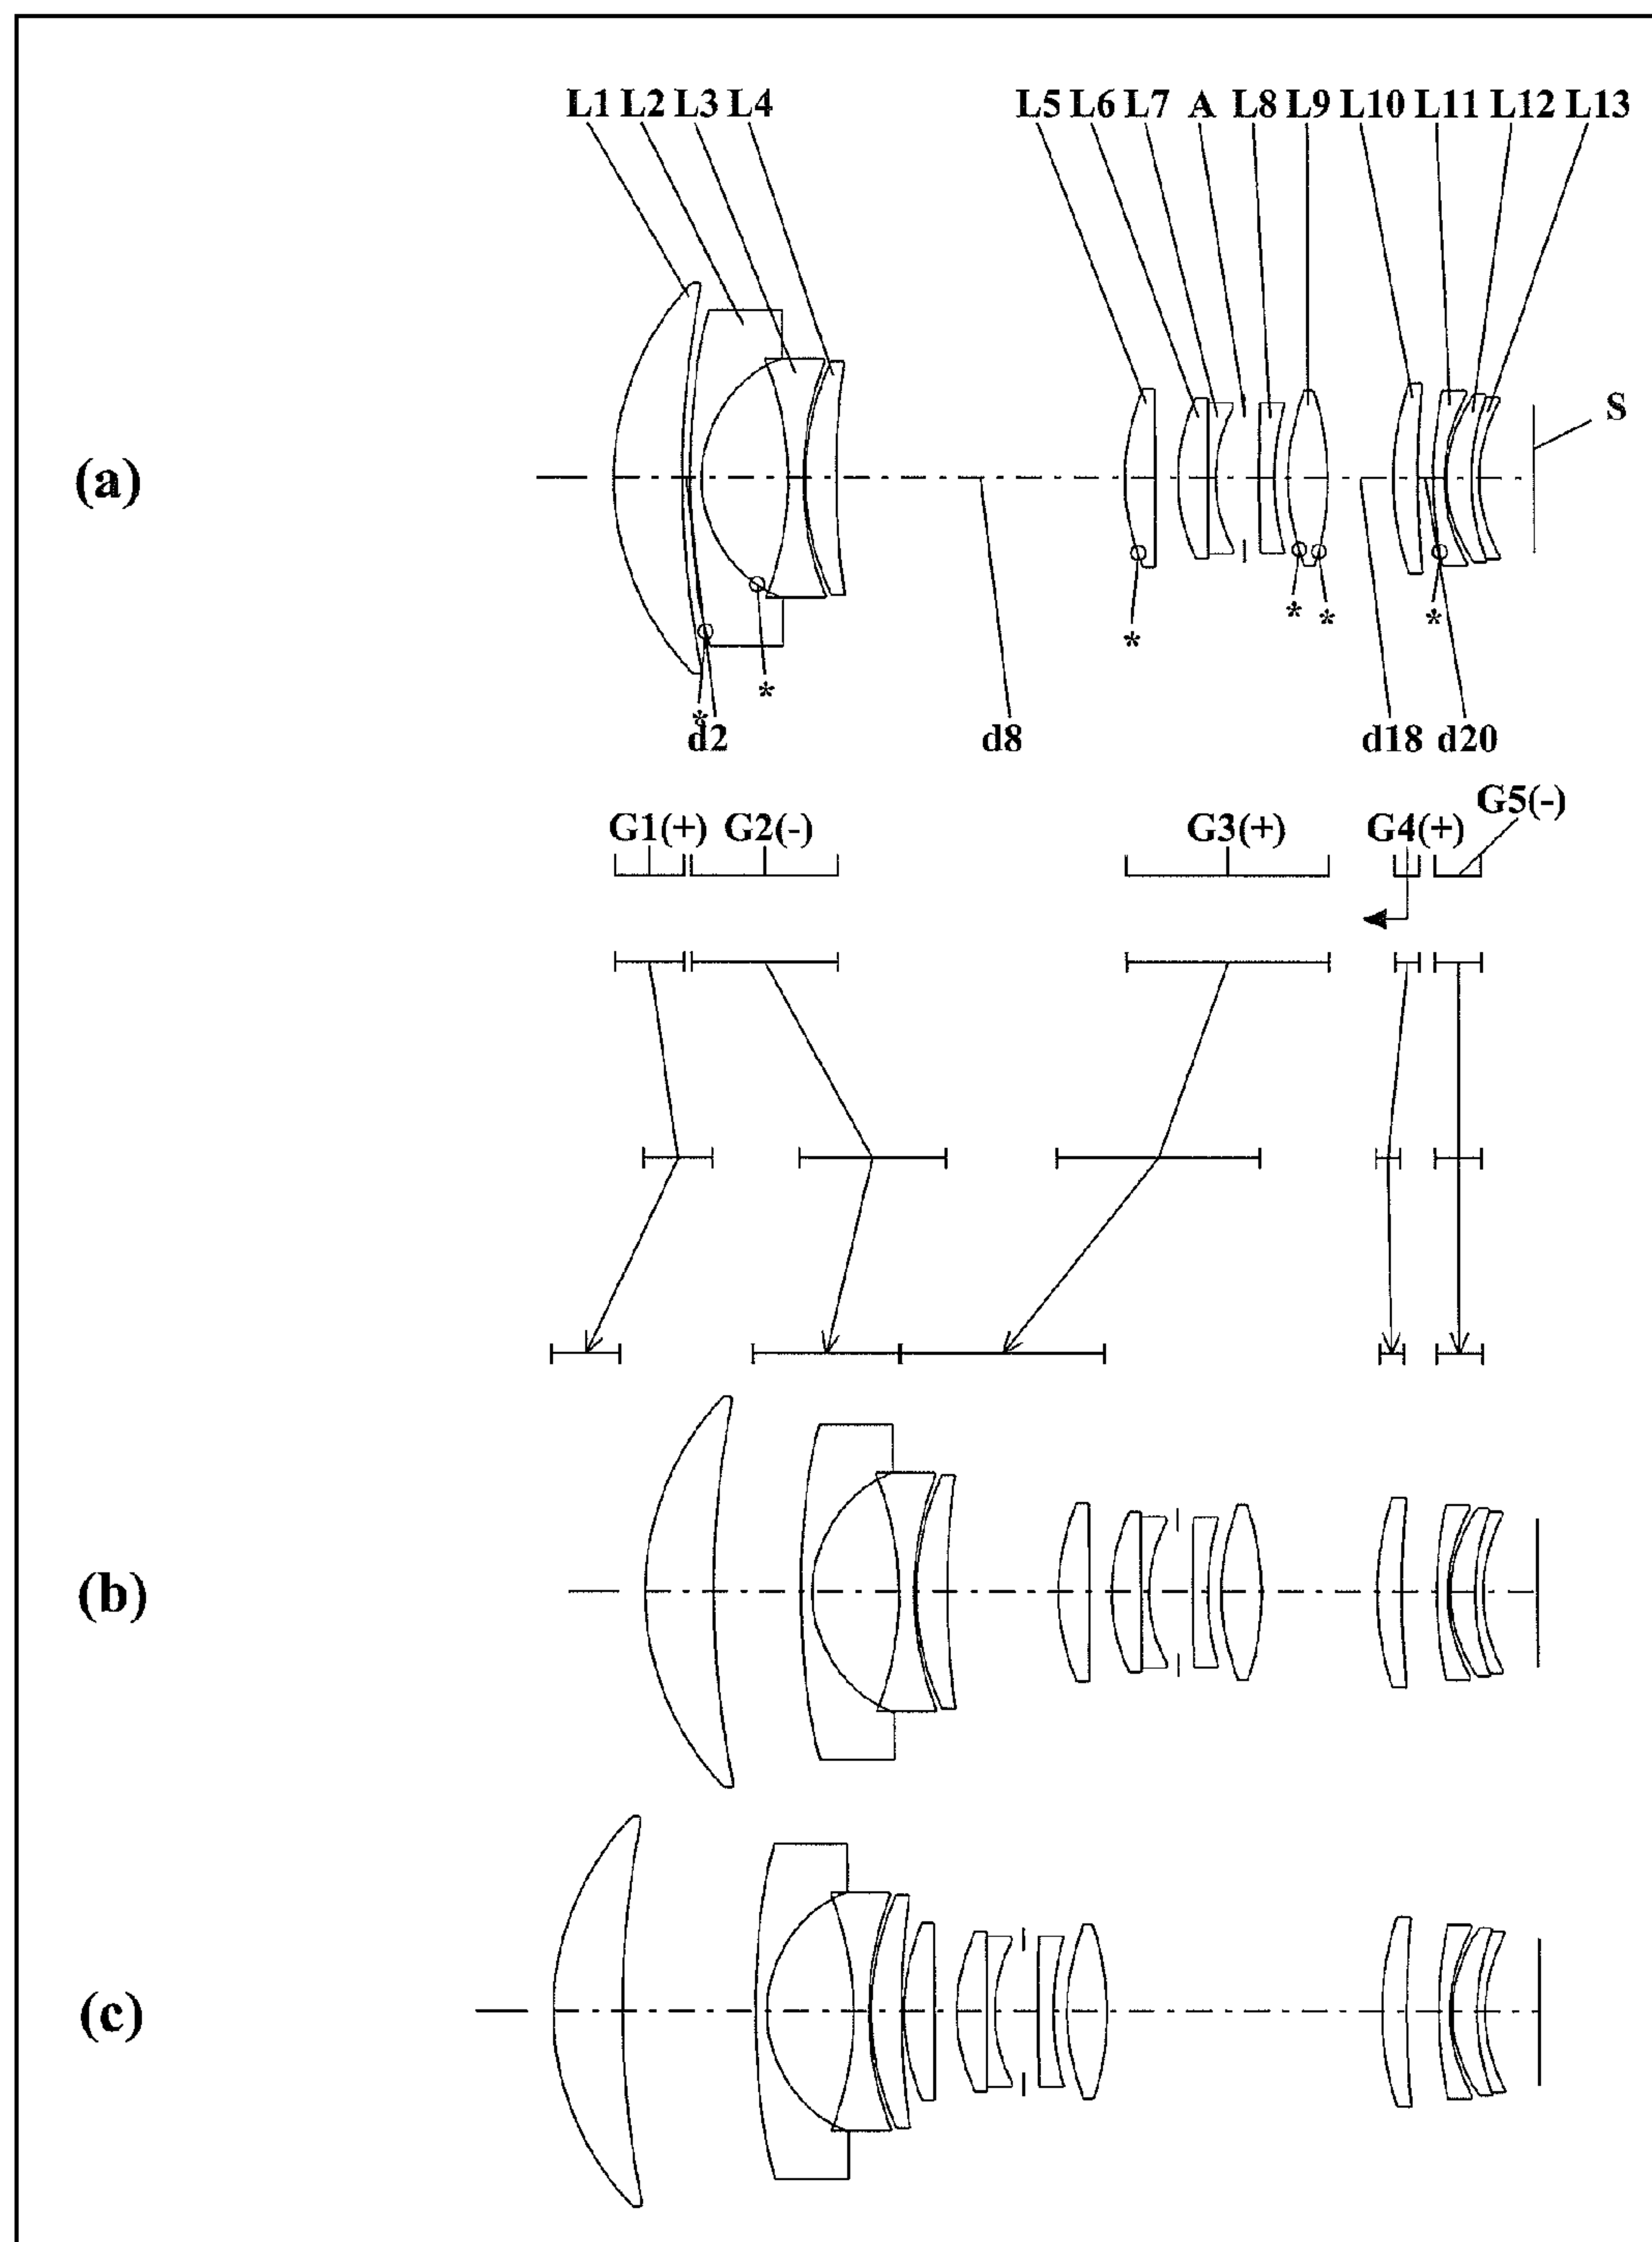 L1 L2 L3 L4 L5 L6 L7 A L8 L9 L10 L11 L12 L13
S
(a)
* * * * * *
d2 d8 d18 d20
G1(+) G2(-) G3(+) G4(+) G5(-)
(b)
(c)